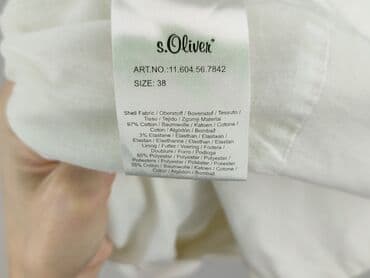 s.Oliver*
ART.NO.:11.604.56.7842
SIZE: 38
Shell Fabric / Oberstoff / Bovenstof / Tessuto /
Tissu / Tejido / Zgornji Material
97% Cotton / Baumwolle / Katoen / Cotone /
Coton / Algodón / Bombaž
3% Elastane / Elasthan / Elastaan /
Elastan / Elasthanne / Elasthan / Elastan
Lining / Futter / Voering / Fodera /
Doublure / Forro / Podloga
65% Polyester / Polyester / Polyester /
Poliestere / Polyester / Poliéster / Poliester
35% Cotton / Baumwolle / Katoen / Cotone /
Coton / Algodón / Bombaž